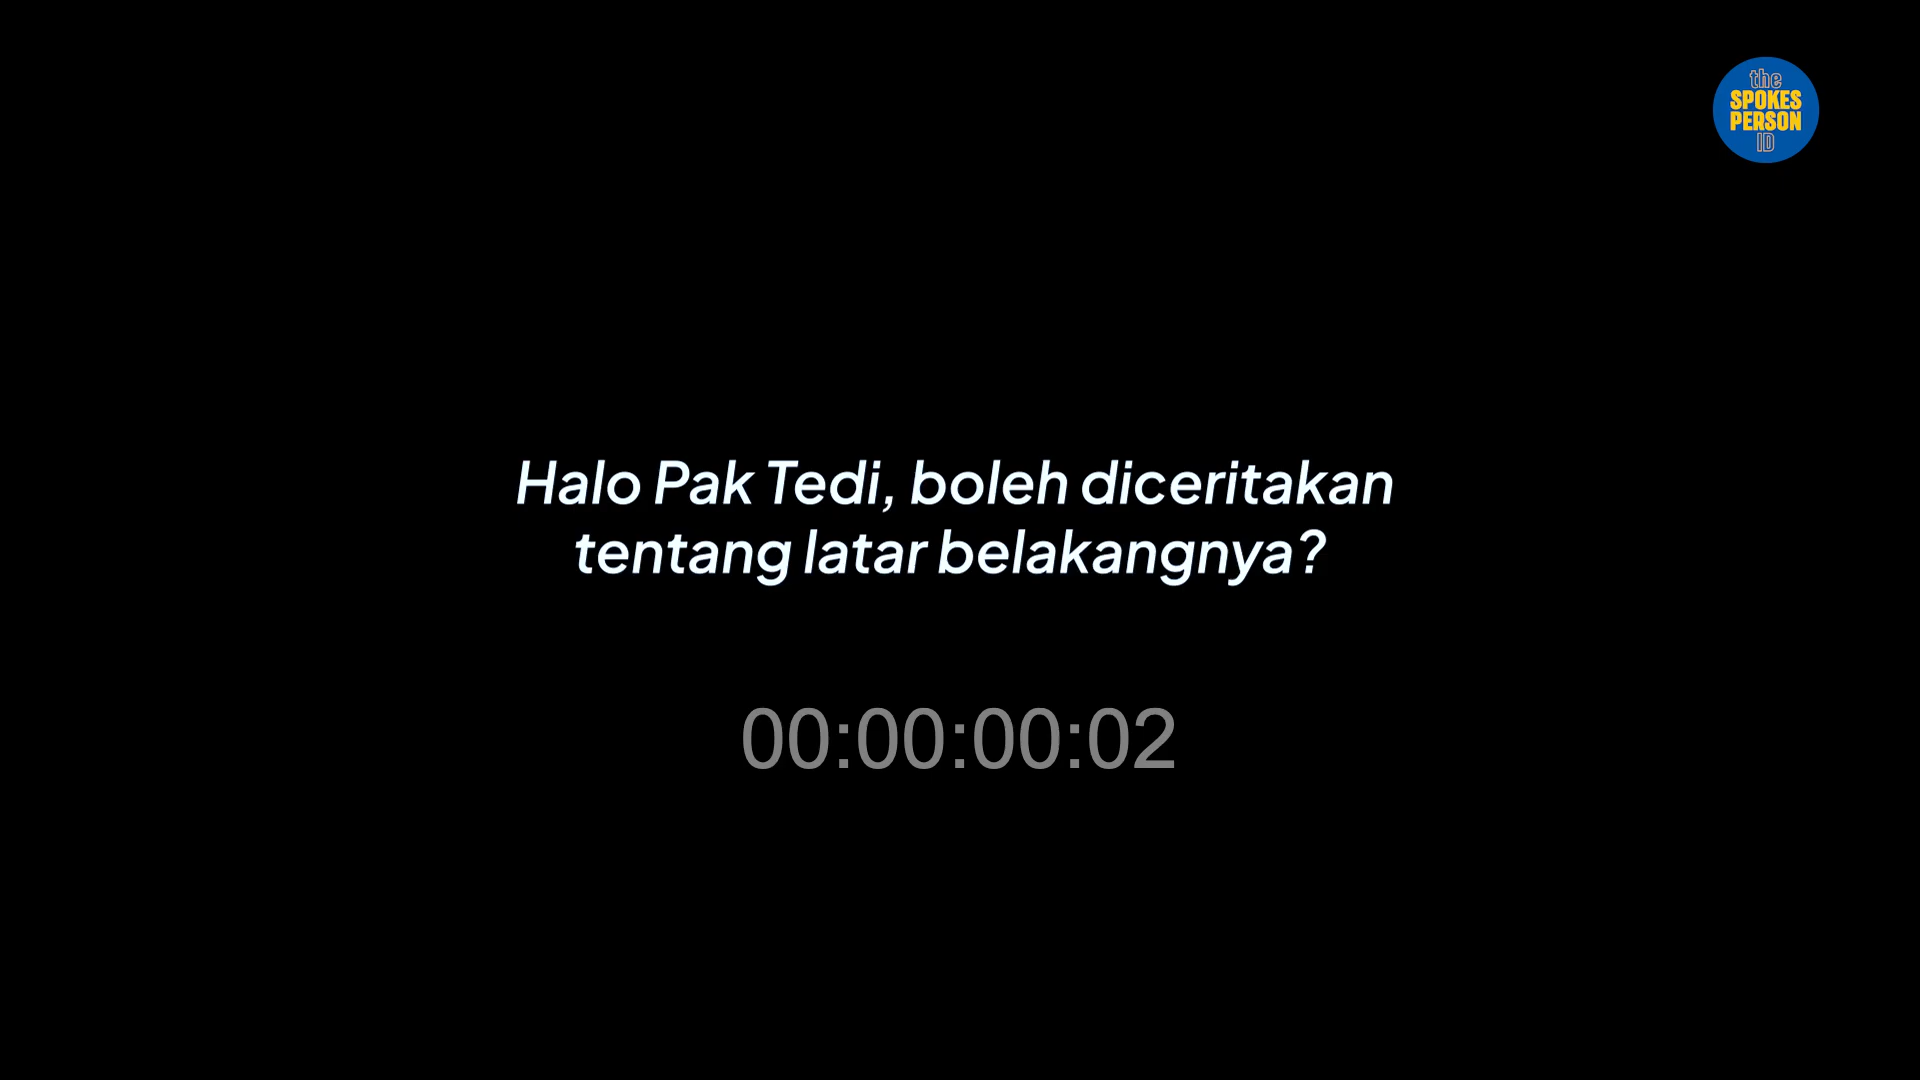 the
SPOKES
PERSON
ID
Halo Pak Tedi, boleh diceritakan
tentang latar belakangnya?
00:00:00:02